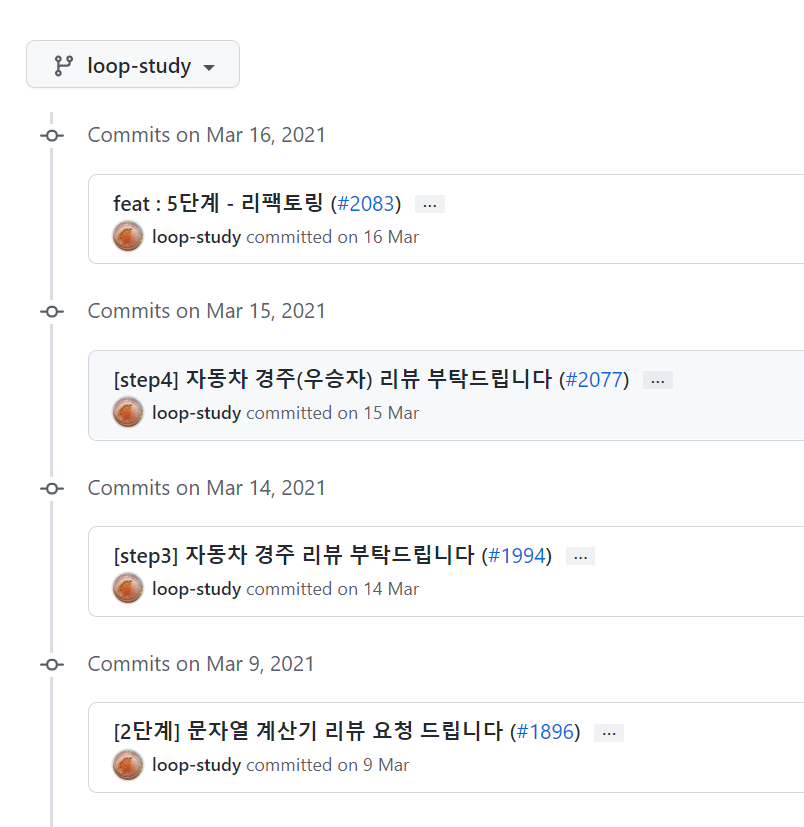 loop-study
Commits on Mar 16, 2021
feat : 5단계 - 리팩토링 (#2083) ...
loop-study committed on 16 Mar
Commits on Mar 15, 2021
[step4] 자동차 경주(우승자) 리뷰 부탁드립니다 (#2077) ...
loop-study committed on 15 Mar
Commits on Mar 14, 2021
[step3] 자동차 경주 리뷰 부탁드립니다 (#1994) ...
loop-study committed on 14 Mar
Commits on Mar 9, 2021
[2단계] 문자열 계산기 리뷰 요청 드립니다 (#1896) ...
loop-study committed on 9 Mar